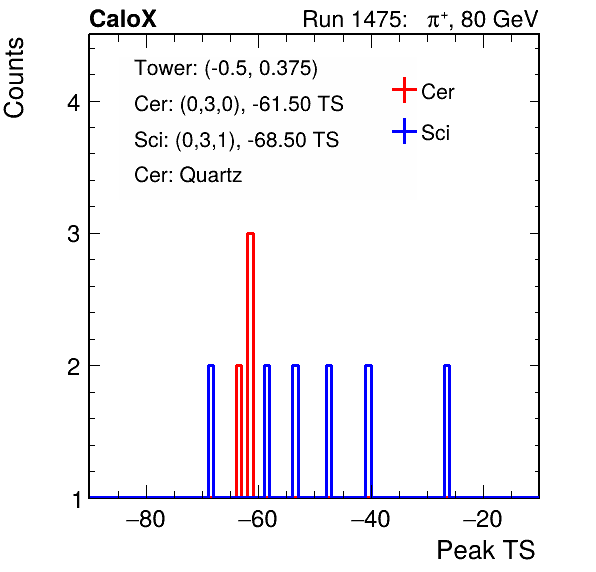 CaloX Run 1475: π⁺, 80 GeV
Counts
Tower: (-0.5, 0.375)
Cer: (0,3,0), -61.50 TS
Sci: (0,3,1), -68.50 TS
Cer: Quartz
Cer
Sci
4
3
2
1
−80 −60 −40 −20
Peak TS